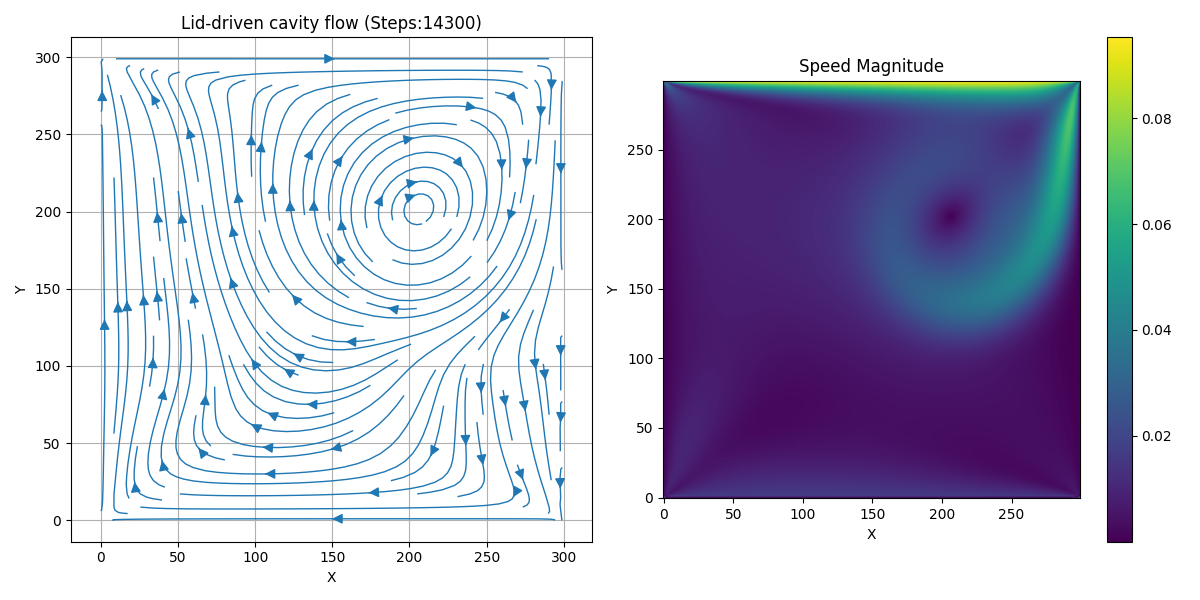 Lid-driven cavity flow (Steps:14300)
300
250
200
150
100
50
0
Y
0 50 100 150 200 250 300
X
Speed Magnitude
250
200
150
100
50
0
Y
0 50 100 150 200 250
X
0.08
0.06
0.04
0.02